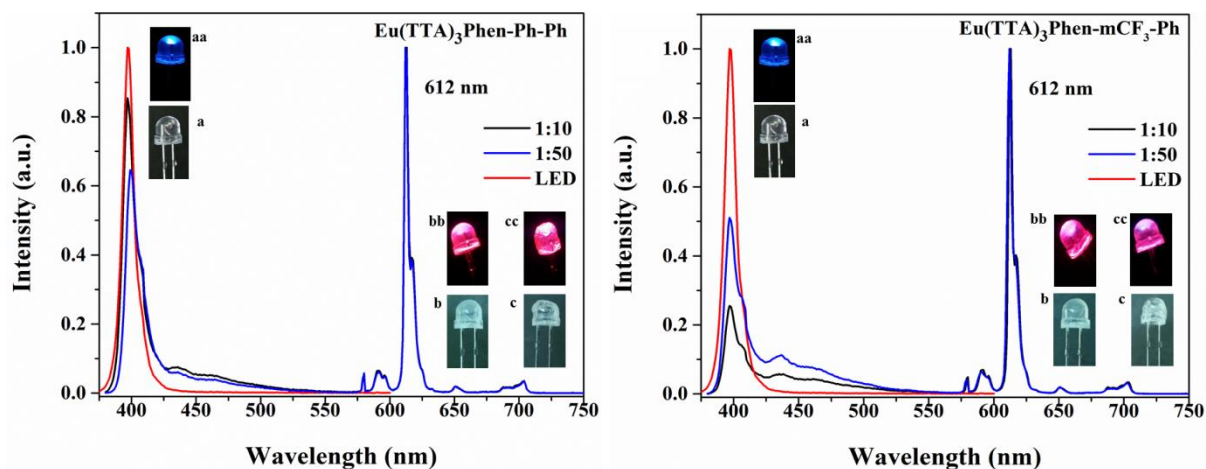 Eu(TTA)3Phen-Ph-Ph
aa
a
612 nm
1:10
1:50
LED
bb
cc
b
c
1.0
0.8
0.6
0.4
0.2
0.0
Intensity (a.u.)
400 450 500 550 600 650 700 750
Wavelength (nm)
Eu(TTA)3Phen-mCF3-Ph
aa
a
612 nm
1:10
1:50
LED
bb
cc
b
c
1.0
0.8
0.6
0.4
0.2
0.0
Intensity (a.u.)
400 450 500 550 600 650 700 750
Wavelength (nm)